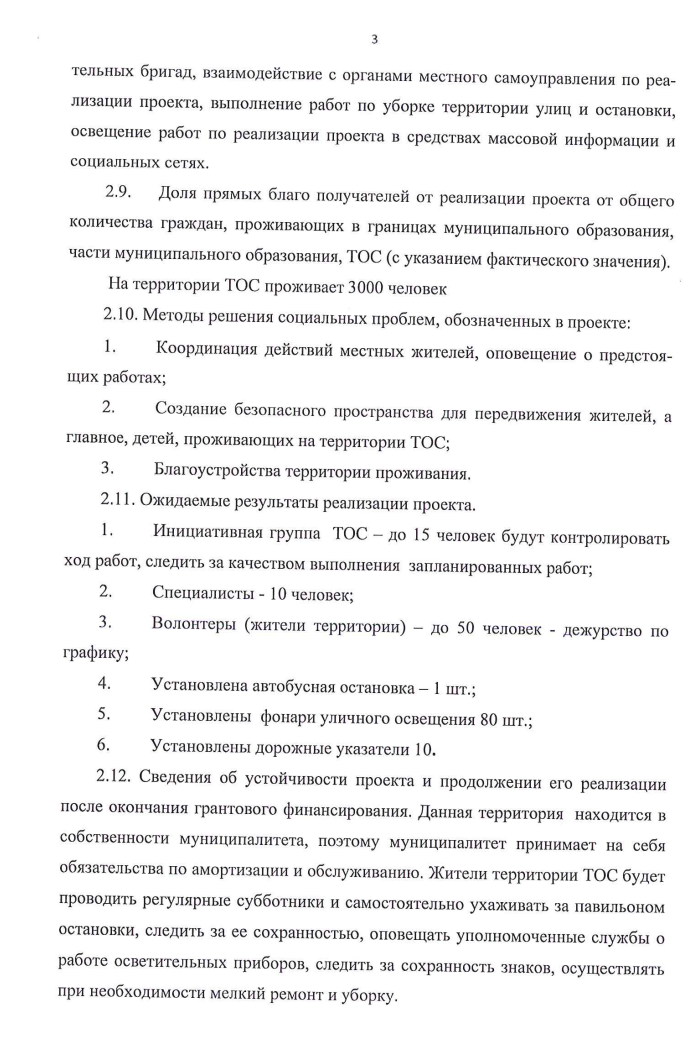 3
тельных бригад, взаимодействие с органами местного самоуправления по реа-
лизации проекта, выполнение работ по уборке территории улиц и остановки,
освещение работ по реализации проекта в средствах массовой информации и
социальных сетях.
2.9. Доля прямых благо получателей от реализации проекта от общего
количества граждан, проживающих в границах муниципального образования,
части муниципального образования, ТОС (с указанием фактического значения).
На территории ТОС проживает 3000 человек
2.10. Методы решения социальных проблем, обозначенных в проекте:
1. Координация действий местных жителей, оповещение о предстоя-
щих работах;
2. Создание безопасного пространства для передвижения жителей, а
главное, детей, проживающих на территории ТОС;
3. Благоустройства территории проживания.
2.11. Ожидаемые результаты реализации проекта.
1. Инициативная группа ТОС – до 15 человек будут контролировать
ход работ, следить за качеством выполнения запланированных работ;
2. Специалисты - 10 человек;
3. Волонтеры (жители территории) – до 50 человек - дежурство по
графику;
4. Установлена автобусная остановка – 1 шт.;
5. Установлены фонари уличного освещения 80 шт.;
6. Установлены дорожные указатели 10.
2.12. Сведения об устойчивости проекта и продолжении его реализации
после окончания грантового финансирования. Данная территория находится в
собственности муниципалитета, поэтому муниципалитет принимает на себя
обязательства по амортизации и обслуживанию. Жители территории ТОС будет
проводить регулярные субботники и самостоятельно ухаживать за павильоном
остановки, следить за ее сохранностью, оповещать уполномоченные службы о
работе осветительных приборов, следить за сохранность знаков, осуществлять
при необходимости мелкий ремонт и уборку.